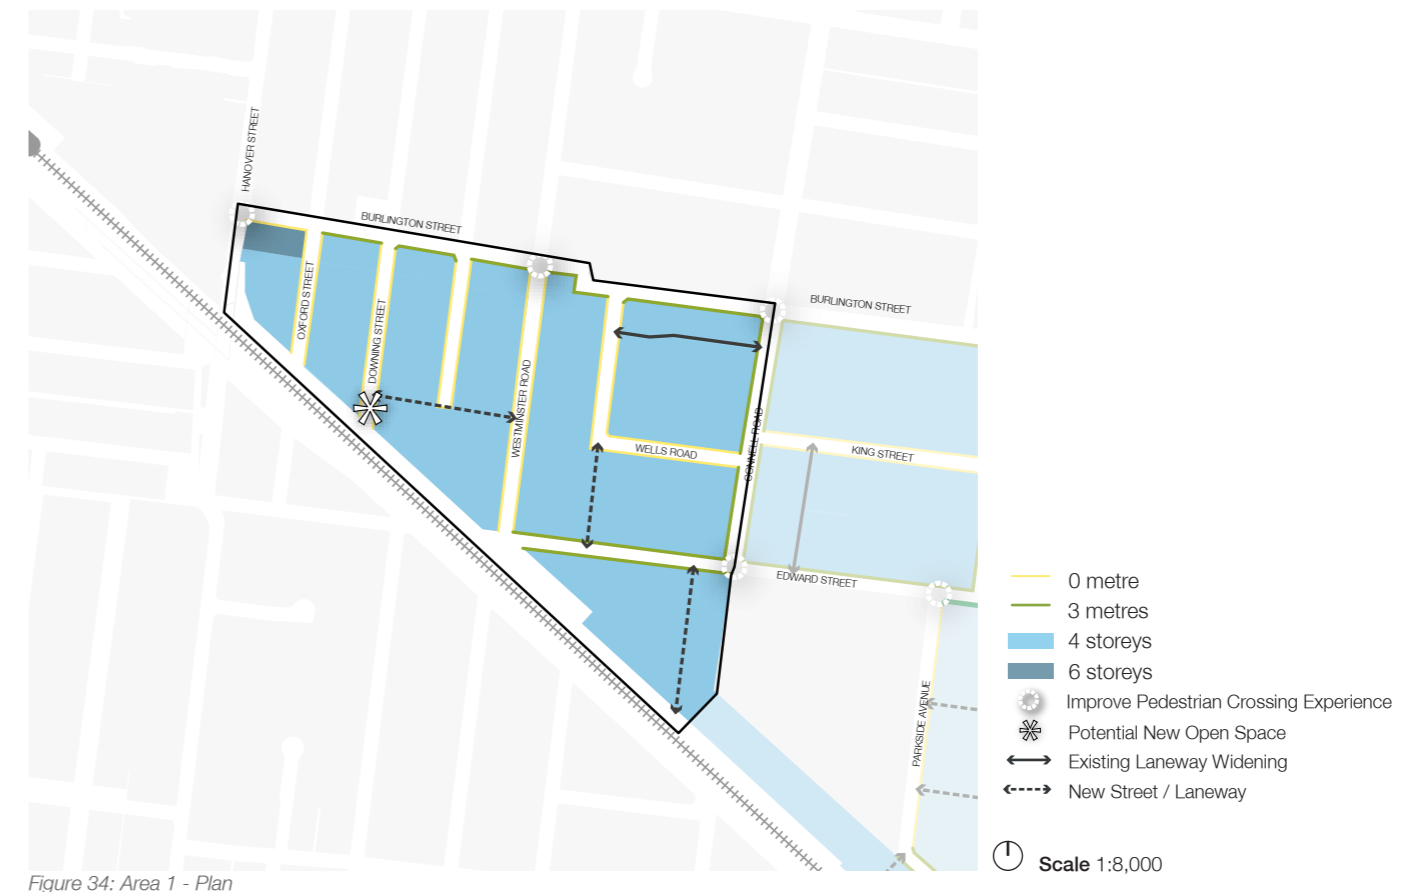 HANOVER STREET
BURLINGTON STREET
OXFORD STREET
DOWNING STREET
WESTMINSTER ROAD
WELLS ROAD
CONNELL ROAD
BURLINGTON STREET
KING STREET
EDWARD STREET
PARKSIDE AVENUE
0 metre
3 metres
4 storeys
6 storeys
Improve Pedestrian Crossing Experience
Potential New Open Space
Existing Laneway Widening
New Street / Laneway
Scale 1:8,000
Figure 34: Area 1 - Plan